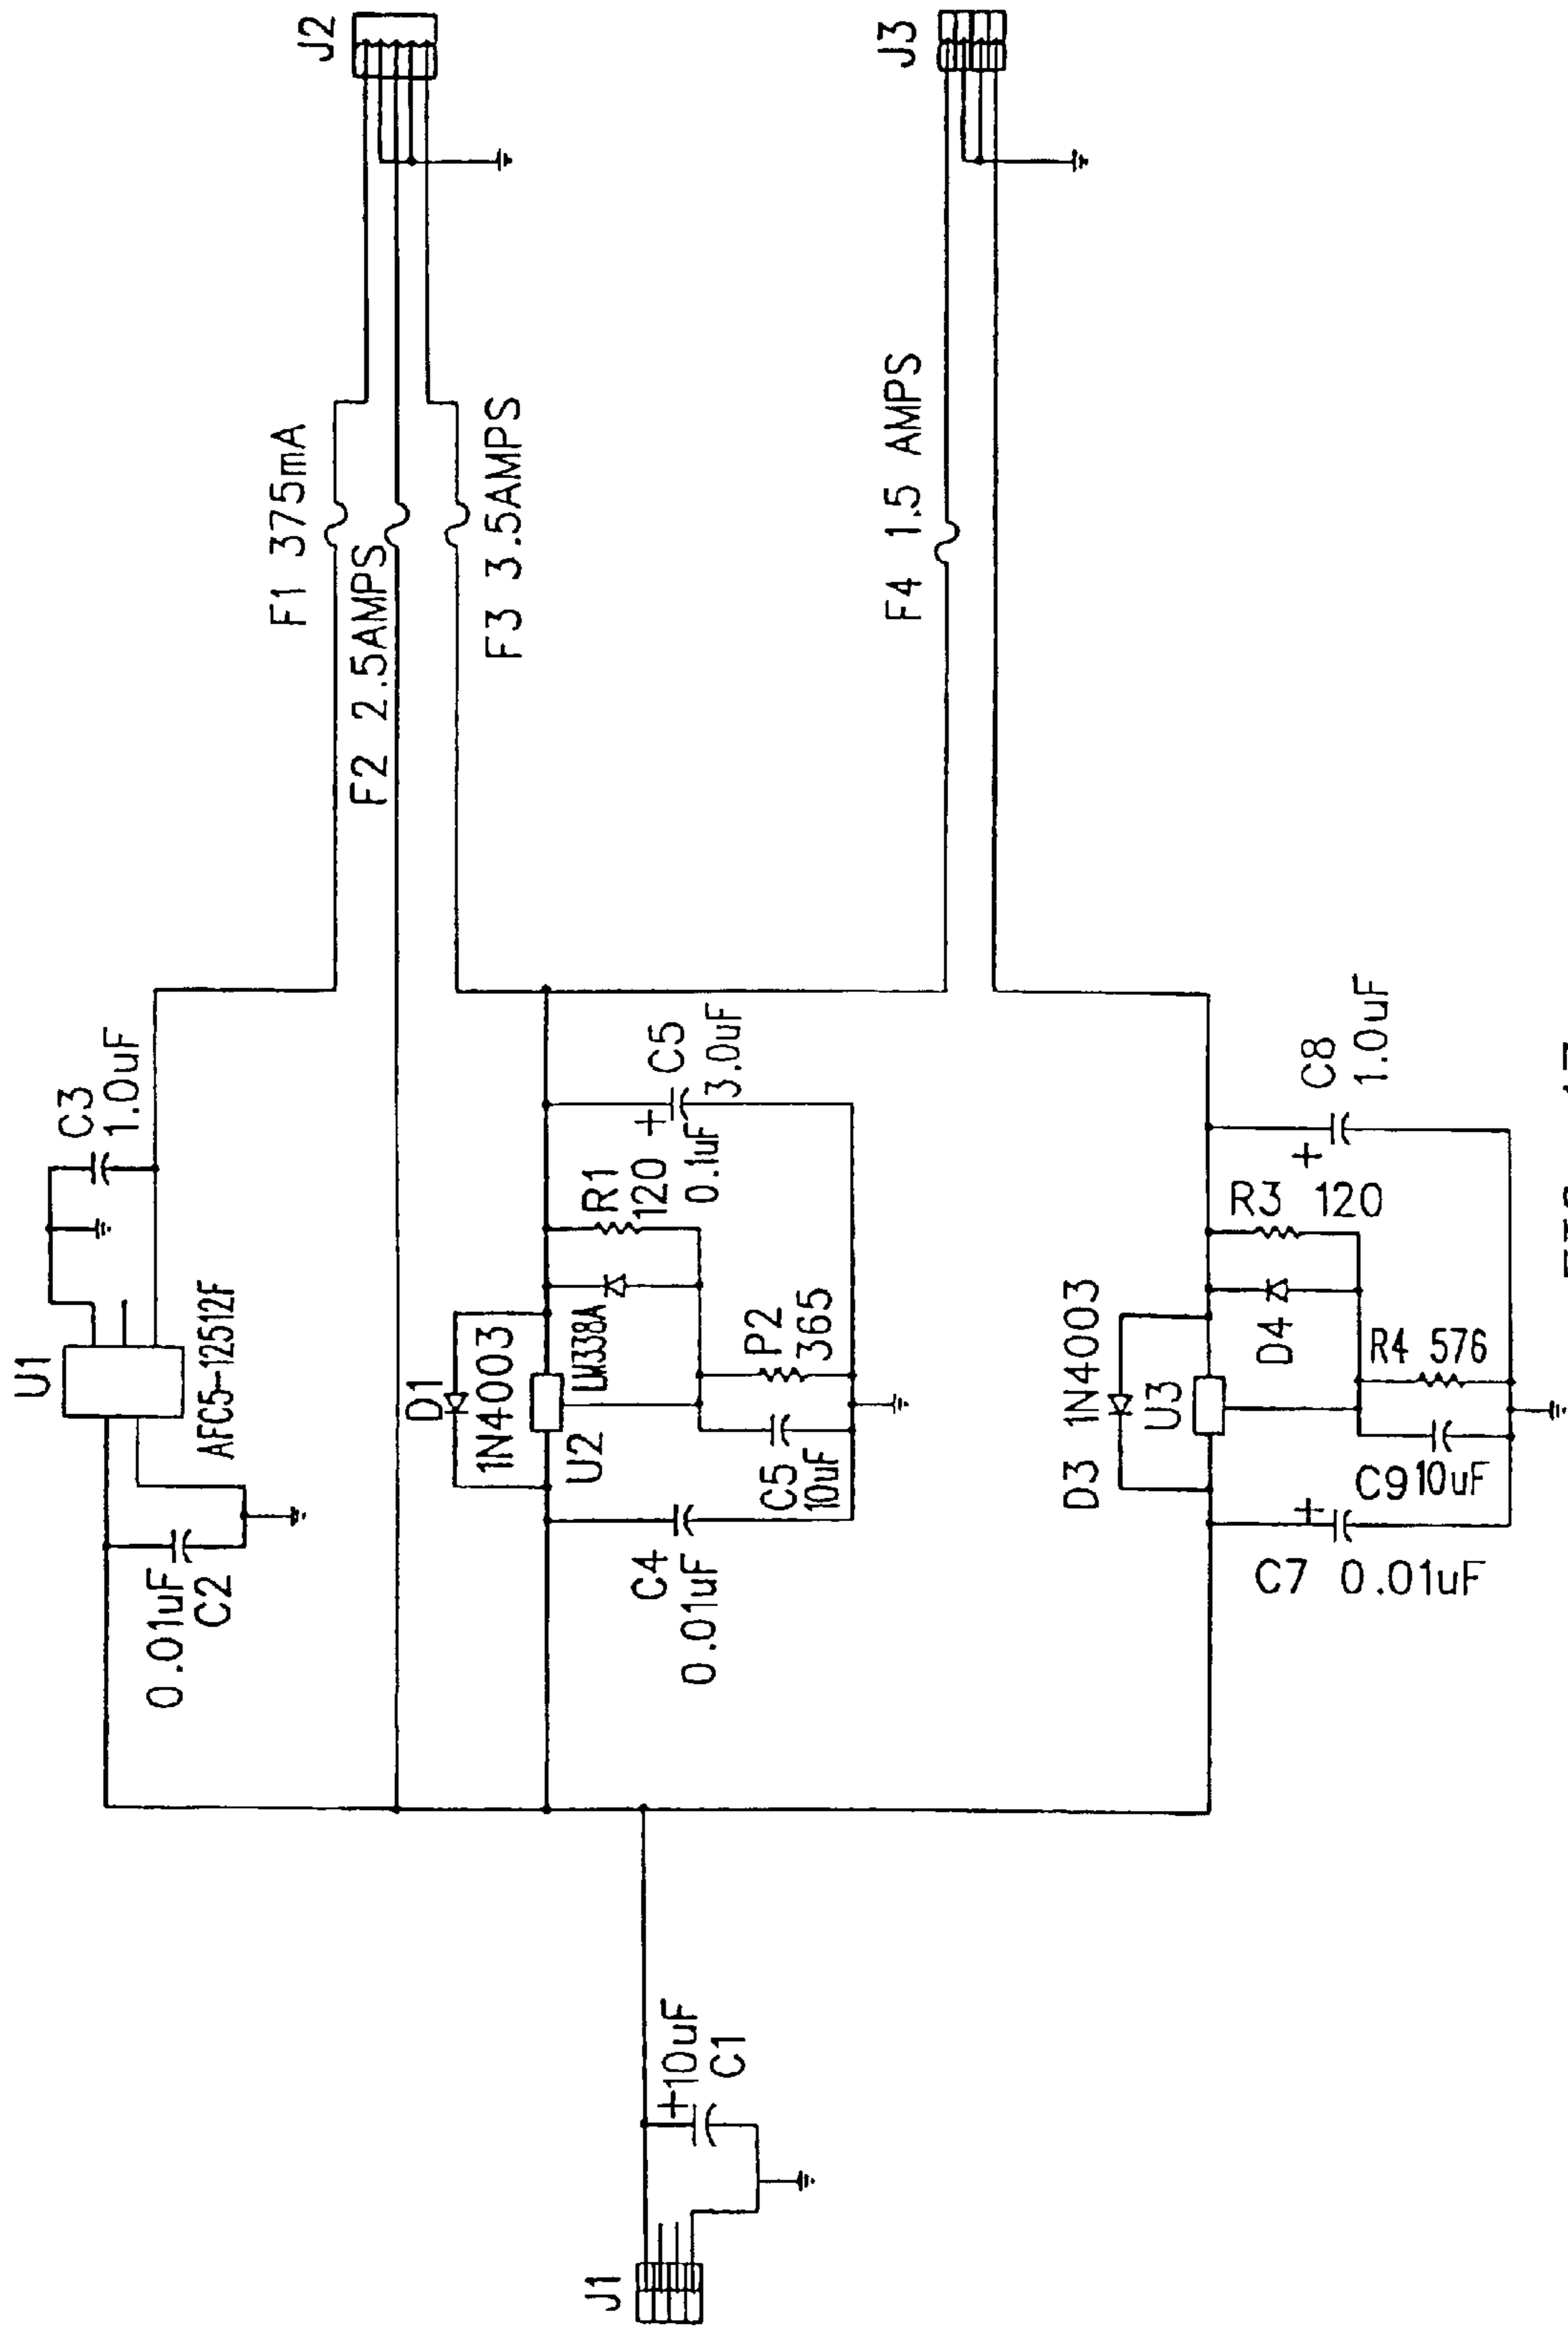 U1
AFC5-12512F
C3
1.0uF
0.01uF
C2
J2
F1 375mA
F2 2.5AMPS
F3 3.5AMPS
D1
1N4003
U2
LM338A
R1
120
0.1uF
C5
3.0uF
P2
365
C5
10uF
C4
0.01uF
J3
F4 1.5 AMPS
D3 1N4003
U3
D4
R3 120
R4 576
C8
1.0uF
C9 10uF
C7 0.01uF
J1
10uF
C1